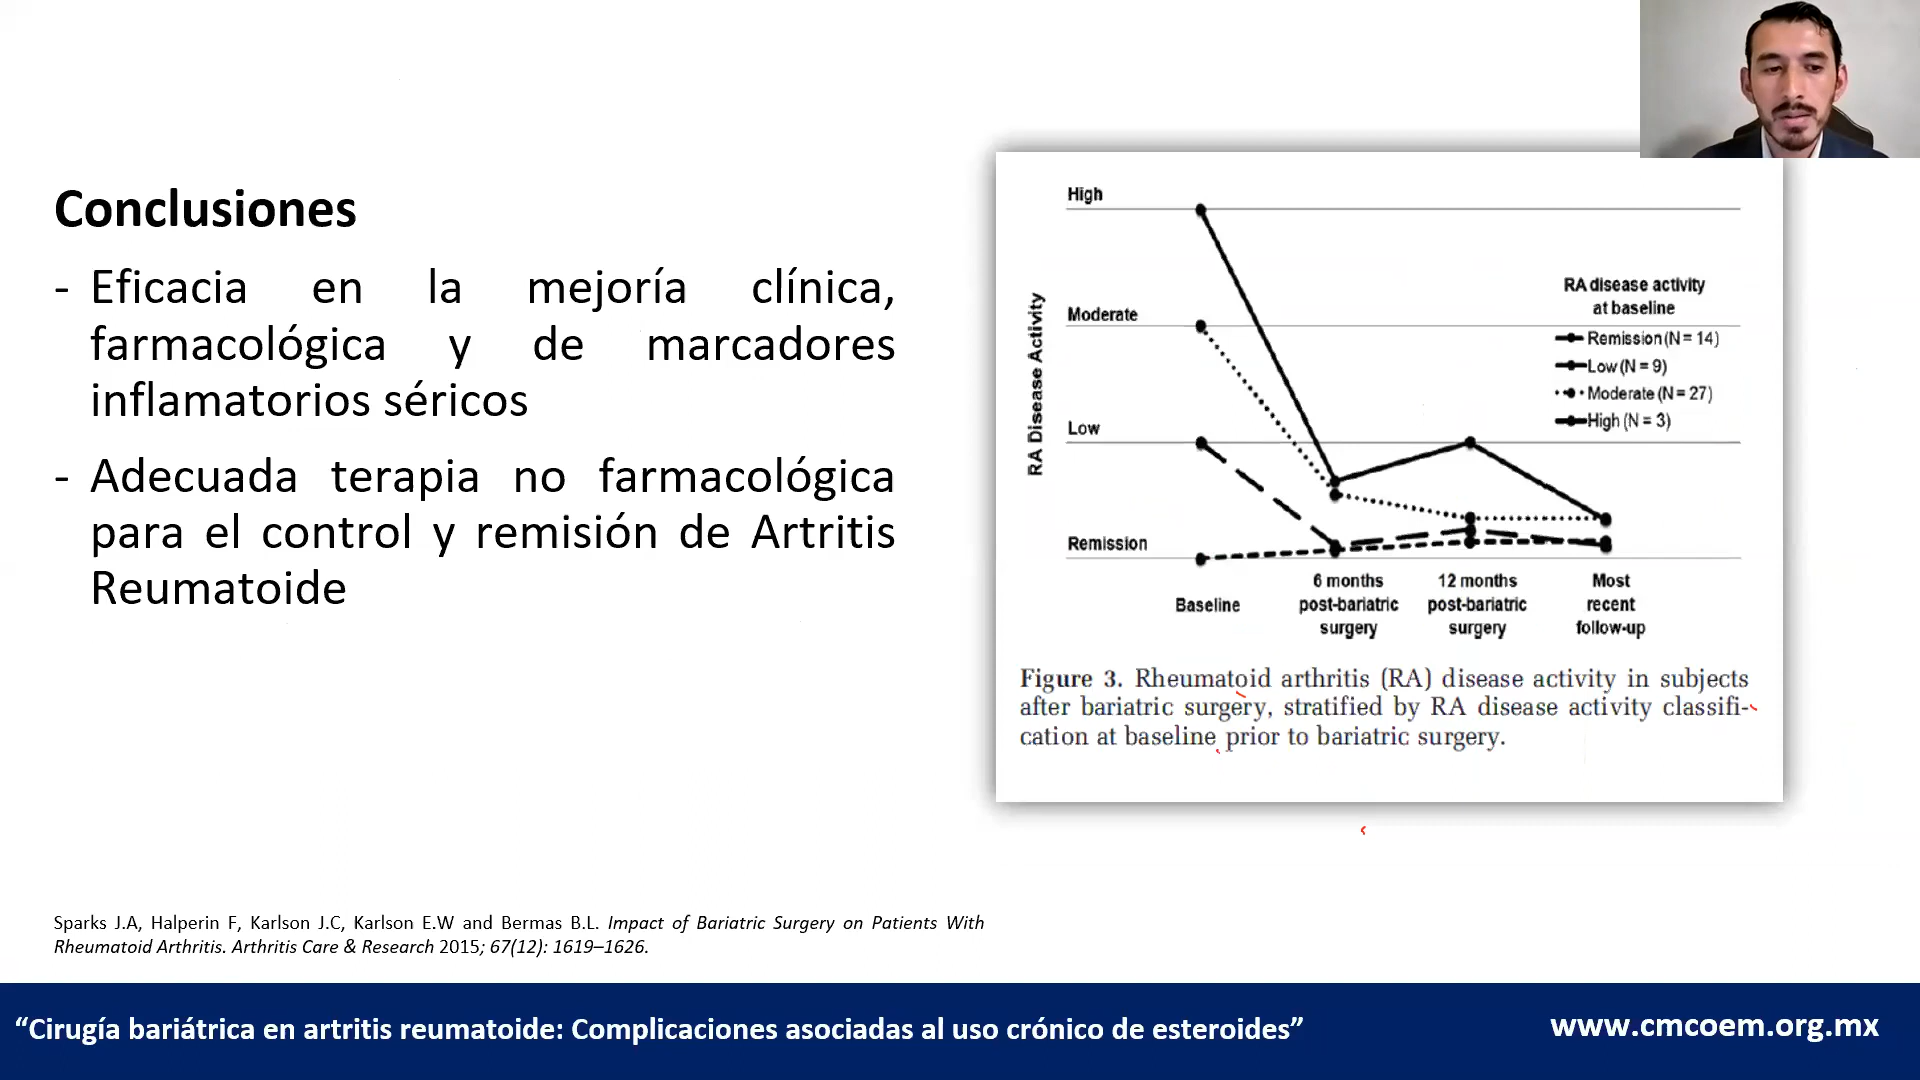 Conclusiones
- Eficacia en la mejoría clínica,
farmacológica y de marcadores
inflamatorios séricos
- Adecuada terapia no farmacológica
para el control y remisión de Artritis
Reumatoide
High
Moderate
Low
Remission
RA Disease Activity
RA disease activity
at baseline
Remission (N = 14)
Low (N = 9)
Moderate (N = 27)
High (N = 3)
Baseline
6 months
post-bariatric
surgery
12 months
post-bariatric
surgery
Most
recent
follow-up
Figure 3. Rheumatoid arthritis (RA) disease activity in subjects
after bariatric surgery, stratified by RA disease activity classifi-
cation at baseline prior to bariatric surgery.
Sparks J.A, Halperin F, Karlson J.C, Karlson E.W and Bermas B.L. Impact of Bariatric Surgery on Patients With
Rheumatoid Arthritis. Arthritis Care & Research 2015; 67(12): 1619–1626.
“Cirugía bariátrica en artritis reumatoide: Complicaciones asociadas al uso crónico de esteroides”
www.cmcoem.org.mx